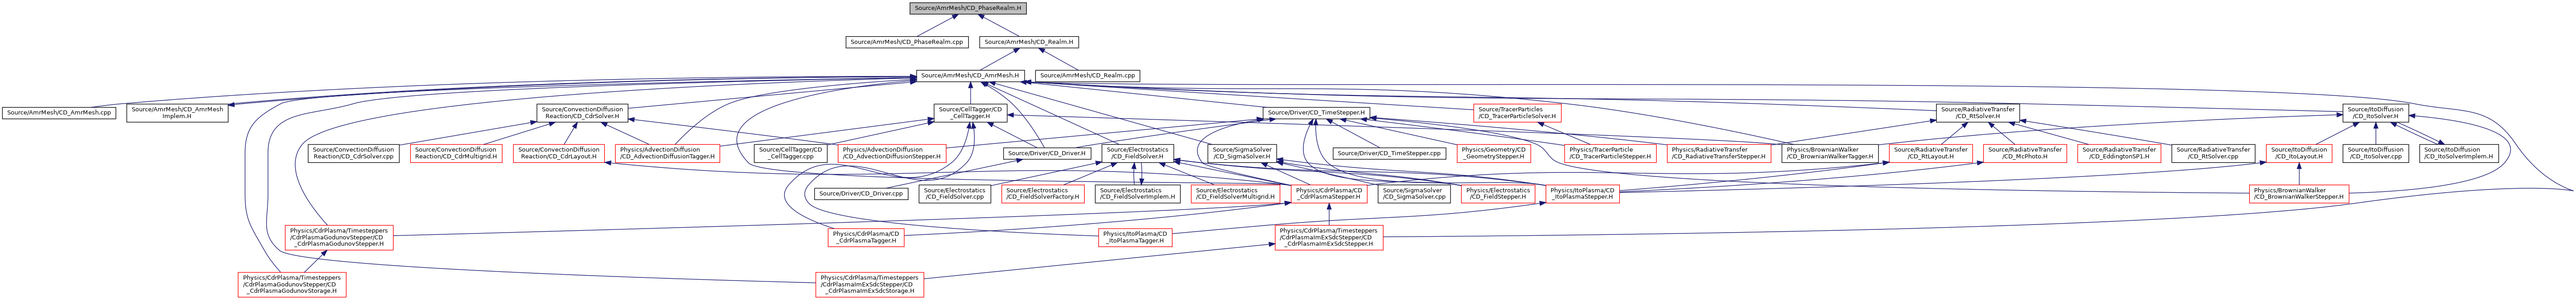 Source/AmrMesh/CD_PhaseRealm.H
Source/AmrMesh/CD_PhaseRealm.cpp
Source/AmrMesh/CD_Realm.H
Source/AmrMesh/CD_AmrMesh.H
Source/AmrMesh/CD_Realm.cpp
Source/AmrMesh/CD_AmrMesh.cpp
Source/AmrMesh/CD_AmrMesh
Implem.H
Source/ConvectionDiffusion
Reaction/CD_CdrSolver.H
Source/CellTagger/CD
_CellTagger.H
Source/Driver/CD_TimeStepper.H
Source/TracerParticles
/CD_TracerParticleSolver.H
Source/RadiativeTransfer
/CD_RtSolver.H
Source/ItoDiffusion
/CD_ItoSolver.H
Source/ConvectionDiffusion
Reaction/CD_CdrSolver.cpp
Source/ConvectionDiffusion
Reaction/CD_CdrMultigrid.H
Source/ConvectionDiffusion
Reaction/CD_CdrLayout.H
Physics/AdvectionDiffusion
/CD_AdvectionDiffusionTagger.H
Source/CellTagger/CD
_CellTagger.cpp
Physics/AdvectionDiffusion
/CD_AdvectionDiffusionStepper.H
Source/Driver/CD_Driver.H
Source/Electrostatics
/CD_FieldSolver.H
Source/SigmaSolver
/CD_SigmaSolver.H
Source/Driver/CD_TimeStepper.cpp
Physics/Geometry/CD
_GeometryStepper.H
Physics/TracerParticle
/CD_TracerParticleStepper.H
Physics/RadiativeTransfer
/CD_RadiativeTransferStepper.H
Physics/BrownianWalker
/CD_BrownianWalkerTagger.H
Source/RadiativeTransfer
/CD_RtLayout.H
Source/RadiativeTransfer
/CD_McPhoto.H
Source/RadiativeTransfer
/CD_EddingtonSP1.H
Source/RadiativeTransfer
/CD_RtSolver.cpp
Source/ItoDiffusion
/CD_ItoLayout.H
Source/ItoDiffusion
/CD_ItoSolver.cpp
Source/ItoDiffusion
/CD_ItoSolverImplem.H
Source/Driver/CD_Driver.cpp
Source/Electrostatics
/CD_FieldSolver.cpp
Source/Electrostatics
/CD_FieldSolverFactory.H
Source/Electrostatics
/CD_FieldSolverImplem.H
Source/Electrostatics
/CD_FieldSolverMultigrid.H
Physics/CdrPlasma/CD
_CdrPlasmaStepper.H
Source/SigmaSolver
/CD_SigmaSolver.cpp
Physics/Electrostatics
/CD_FieldStepper.H
Physics/ItoPlasma/CD
_ItoPlasmaStepper.H
Physics/BrownianWalker
/CD_BrownianWalkerStepper.H
Physics/CdrPlasma/Timesteppers
/CdrPlasmaGodunovStepper/CD
_CdrPlasmaGodunovStepper.H
Physics/CdrPlasma/CD
_CdrPlasmaTagger.H
Physics/ItoPlasma/CD
_ItoPlasmaTagger.H
Physics/CdrPlasma/Timesteppers
/CdrPlasmaImExSdcStepper/CD
_CdrPlasmaImExSdcStepper.H
Physics/CdrPlasma/Timesteppers
/CdrPlasmaGodunovStepper/CD
_CdrPlasmaGodunovStorage.H
Physics/CdrPlasma/Timesteppers
/CdrPlasmaImExSdcStepper/CD
_CdrPlasmaImExSdcStorage.H